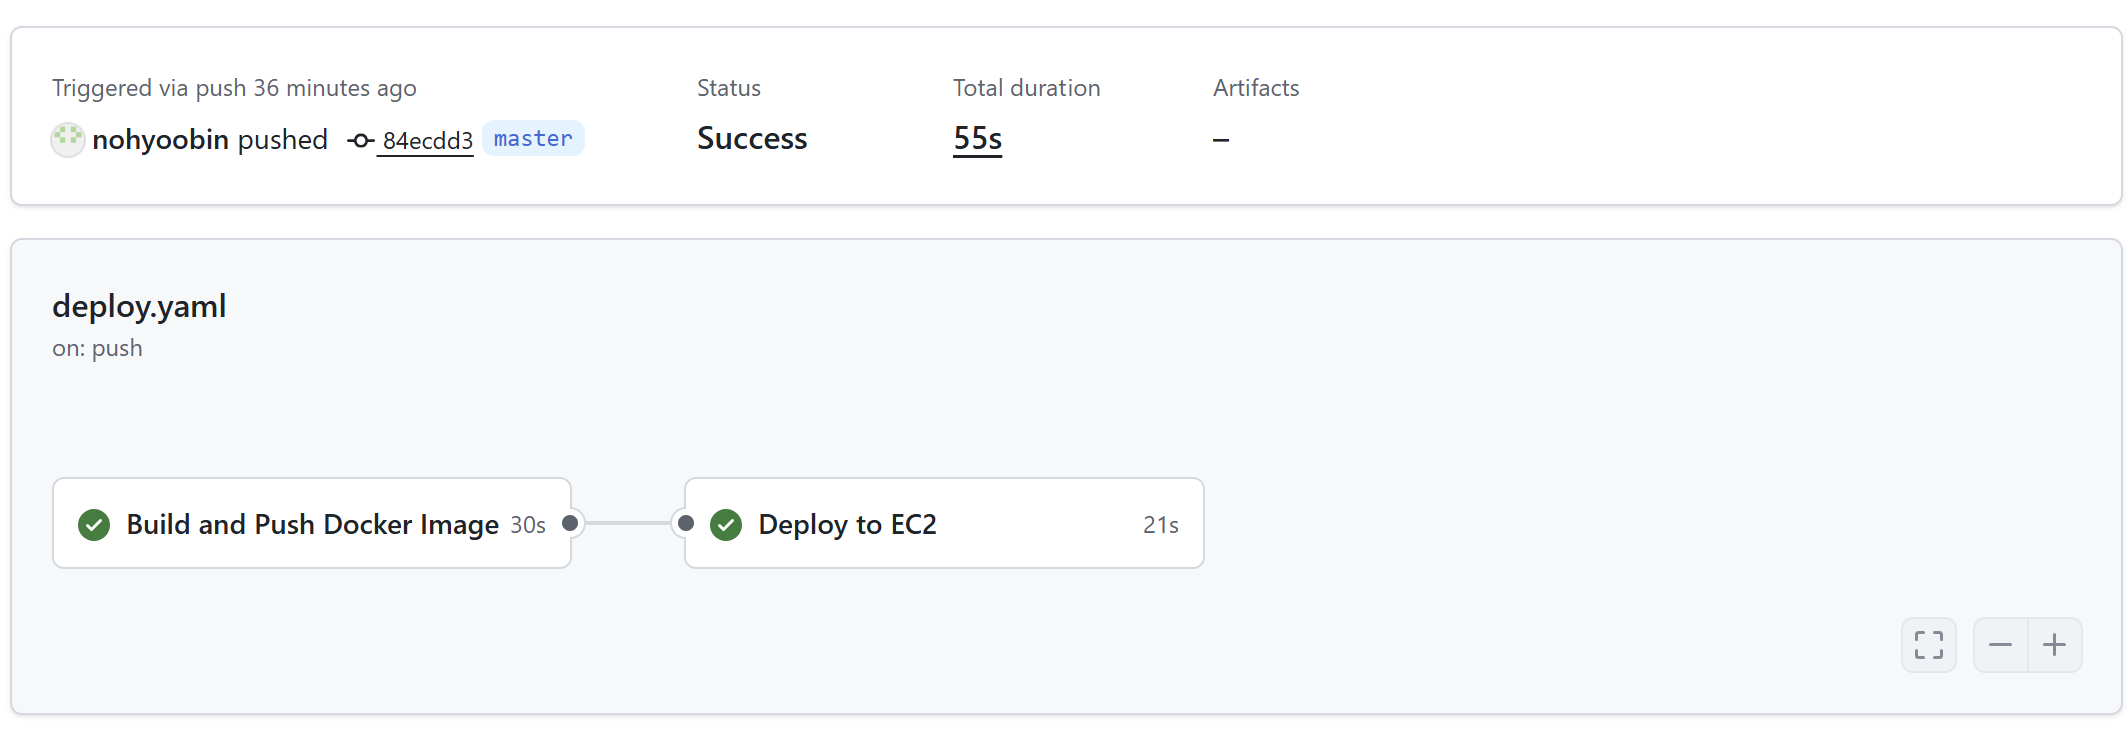 Triggered via push 36 minutes ago
nohyoobin pushed 84ecdd3 master
Status
Success
Total duration
55s
Artifacts
–
deploy.yaml
on: push
Build and Push Docker Image 30s
Deploy to EC2 21s